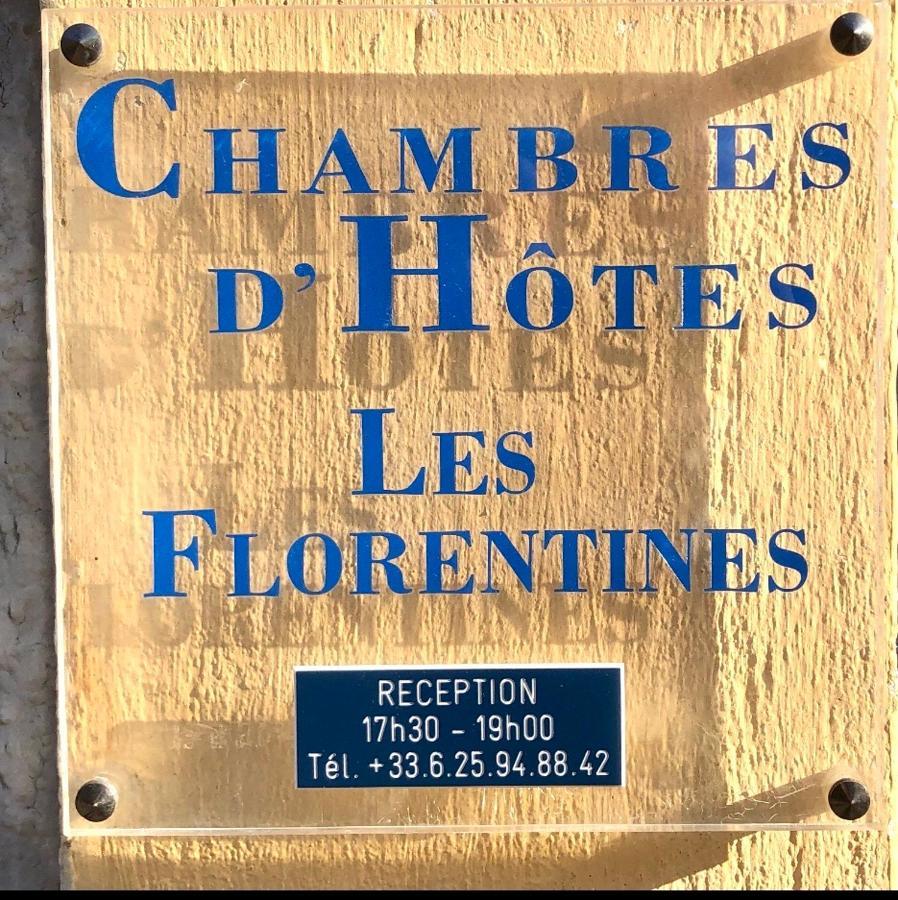 CHAMBRES
D'HÔTES
LES
FLORENTINES
RECEPTION
17h30 - 19h00
Tél. +33.6.25.94.88.42